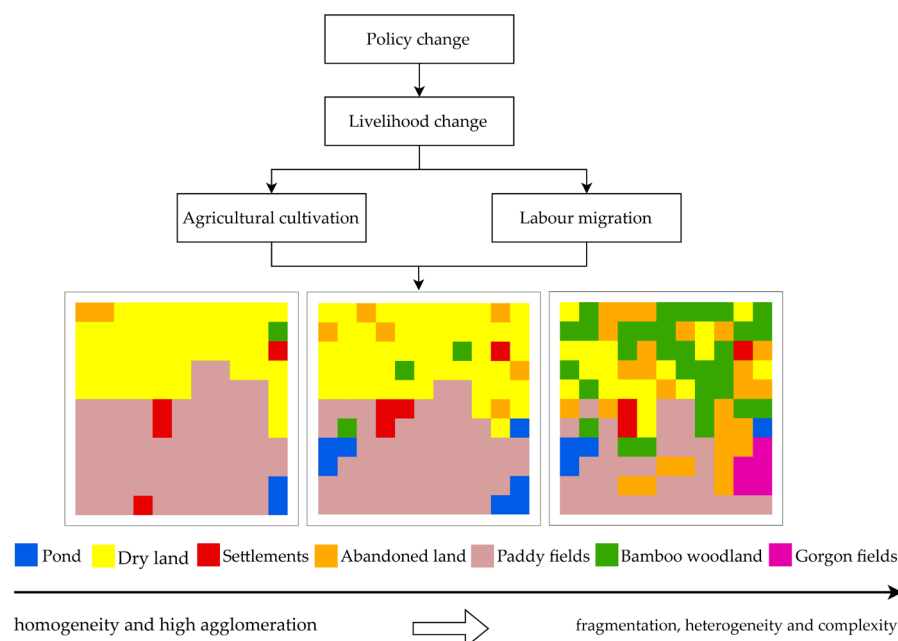 Policy change
Livelihood change
Agricultural cultivation
Labour migration
Pond
Dry land
Settlements
Abandoned land
Paddy fields
Bamboo woodland
Gorgon fields
homogeneity and high agglomeration
fragmentation, heterogeneity and complexity